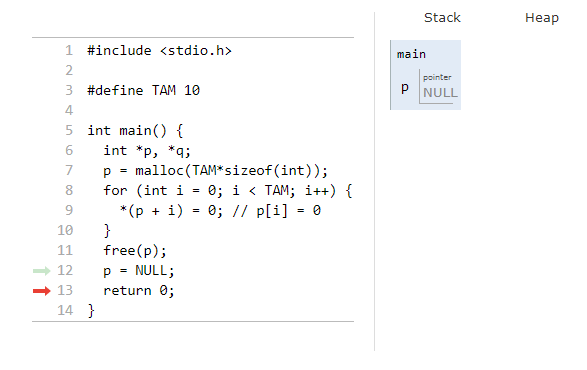 Stack Heap
1 #include <stdio.h>
2
3 #define TAM 10
4
5 int main() {
6   int *p, *q;
7   p = malloc(TAM*sizeof(int));
8   for (int i = 0; i < TAM; i++) {
9     *(p + i) = 0; // p[i] = 0
10   }
11   free(p);
12   p = NULL;
13   return 0;
14 }
main
pointer
p NULL